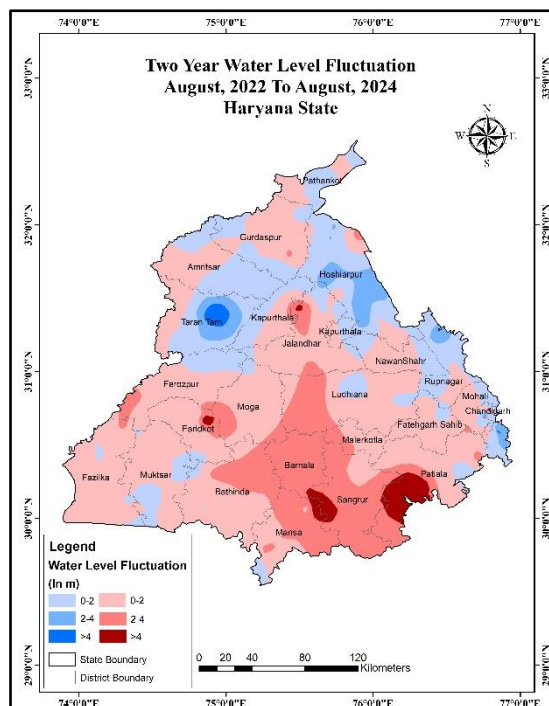 74°0'0"E 75°0'0"E 76°0'0"E 77°0'0"E
Two Year Water Level Fluctuation
August, 2022 To August, 2024
Haryana State
N
W E
S
33°0'0"N 33°0'0"N
Pathankot
32°0'0"N 32°0'0"N
Gurdaspur
Amritsar
Hoshiarpur
Taran Tarn
Kapurthala
Kapurthala
Jalandhar
NawanShahr
31°0'0"N 31°0'0"N
Ferozpur
Rupnagar
Moga
Ludhiana
Mohali
Chandigarh
Faridkot
Fatehgarh Sahib
Malerkotla
Fazilka
Muktsar
Barnala
Patiala
Bathinda
Sangrur
30°0'0"N 30°0'0"N
Mansa
Legend
Water Level Fluctuation
(In m)
0-2 0-2
2-4 2-4
>4 >4
State Boundary
District Boundary
0 20 40 80 120
Kilometers
29°0'0"N 29°0'0"N
74°0'0"E 75°0'0"E 76°0'0"E 77°0'0"E